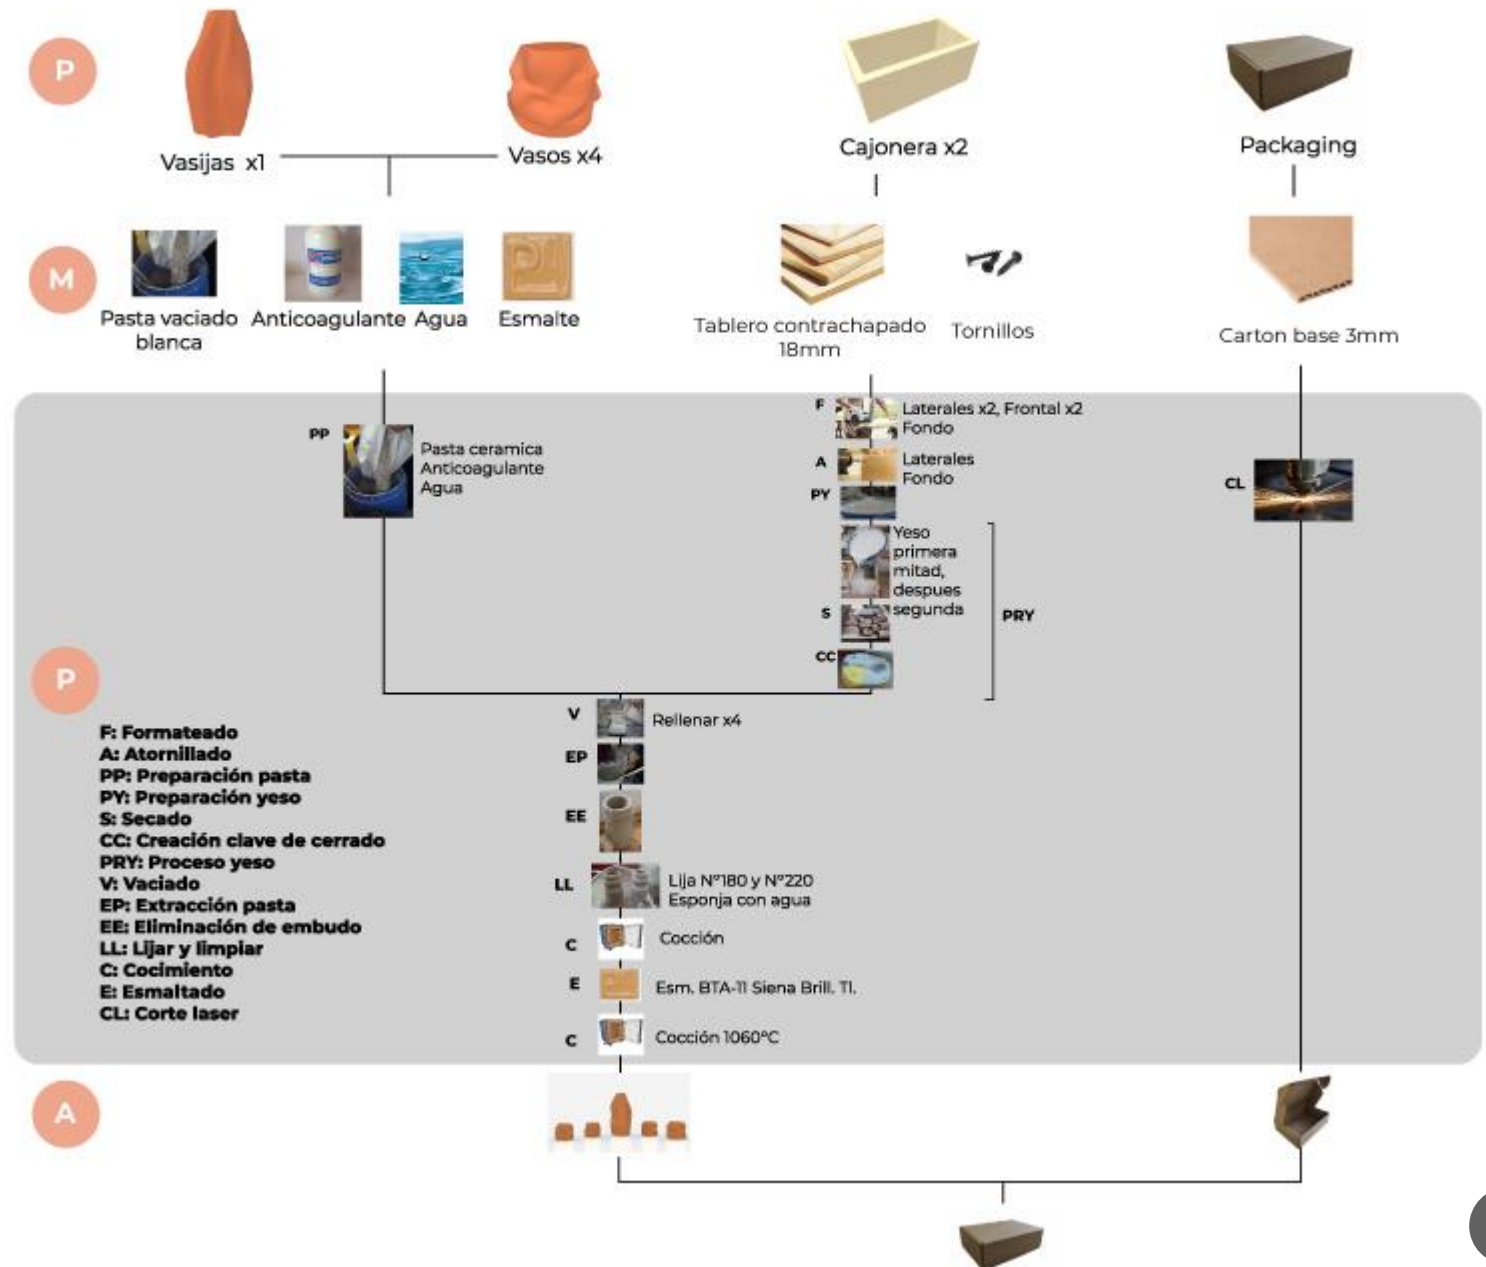 P
Vasijas x1
Vasos x4
Cajonera x2
Packaging
M
Pasta vaciado
blanca
Anticoagulante
Agua
Esmalte
Tablero contrachapado
18mm
Tornillos
Carton base 3mm
PP
Pasta ceramica
Anticoagulante
Agua
F
Laterales x2, Frontal x2
Fondo
A
Laterales
Fondo
PY
Yeso
primera
mitad,
despues
segunda
S
CC
PRY
CL
P
F: Formateado
A: Atornillado
PP: Preparación pasta
PY: Preparación yeso
S: Secado
CC: Creación clave de cerrado
PRY: Proceso yeso
V: Vaciado
EP: Extracción pasta
EE: Eliminación de embudo
LL: Lijar y limpiar
C: Cocimiento
E: Esmaltado
CL: Corte laser
V
Rellenar x4
EP
EE
LL
Lija Nº180 y Nº220
Esponja con agua
C
Cocción
E
Esm. BTA-11 Siena Brill. Tl.
C
Cocción 1060ºC
A